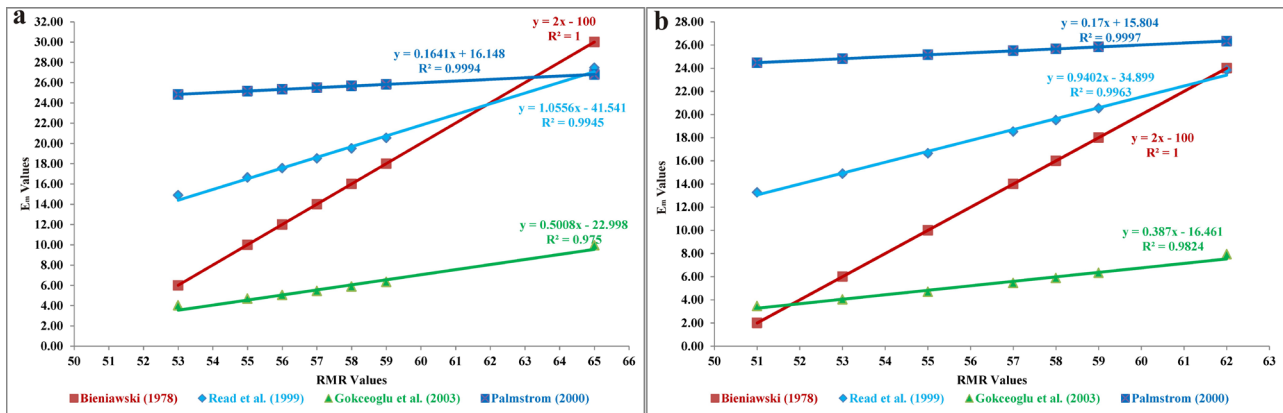 a
32.00
30.00
28.00
26.00
24.00
22.00
20.00
18.00
16.00
14.00
12.00
10.00
8.00
6.00
4.00
2.00
0.00
Eₘ Values
y = 2x - 100
R² = 1
y = 0.1641x + 16.148
R² = 0.9994
y = 1.0556x - 41.541
R² = 0.9945
y = 0.5008x - 22.998
R² = 0.975
50 51 52 53 54 55 56 57 58 59 60 61 62 63 64 65 66
RMR Values
Bieniawski (1978) Read et al. (1999) Gokceoglu et al. (2003) Palmstrom (2000)
b
28.00
26.00
24.00
22.00
20.00
18.00
16.00
14.00
12.00
10.00
8.00
6.00
4.00
2.00
0.00
Eₘ Values
y = 0.17x + 15.804
R² = 0.9997
y = 0.9402x - 34.899
R² = 0.9963
y = 2x - 100
R² = 1
y = 0.387x - 16.461
R² = 0.9824
50 51 52 53 54 55 56 57 58 59 60 61 62 63
RMR Values
Bieniawski (1978) Read et al. (1999) Gokceoglu et al. (2003) Palmstrom (2000)